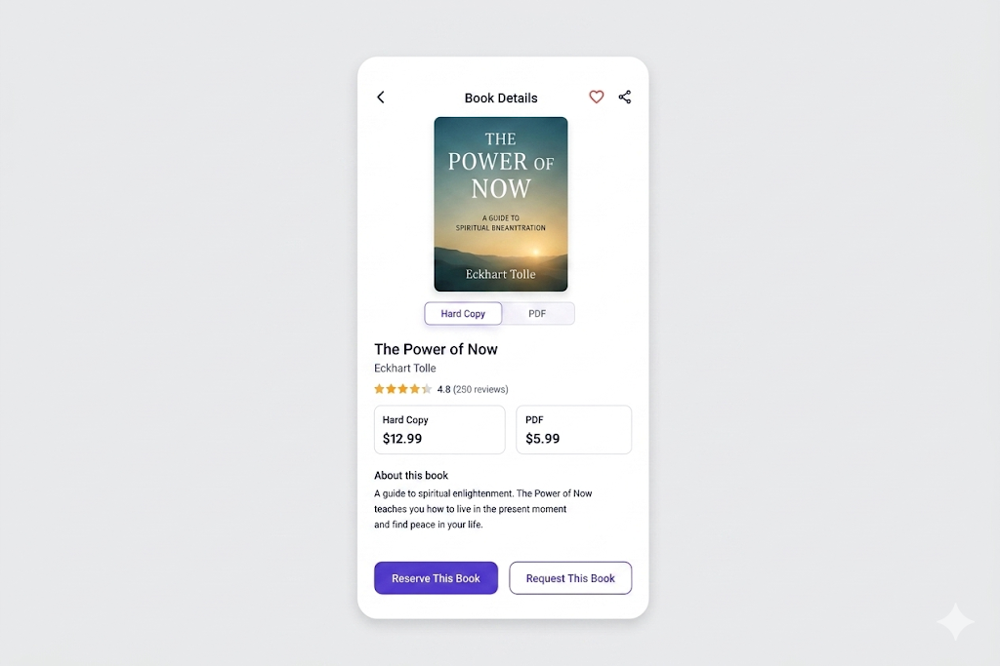 Book Details
THE
POWER OF
NOW
A GUIDE TO
SPIRITUAL BNEANYTRATION
Eckhart Tolle
Hard Copy PDF
The Power of Now
Eckhart Tolle
4.8 (250 reviews)
Hard Copy PDF
$12.99 $5.99
About this book
A guide to spiritual enlightenment. The Power of Now
teaches you how to live in the present moment
and find peace in your life.
Reserve This Book Request This Book